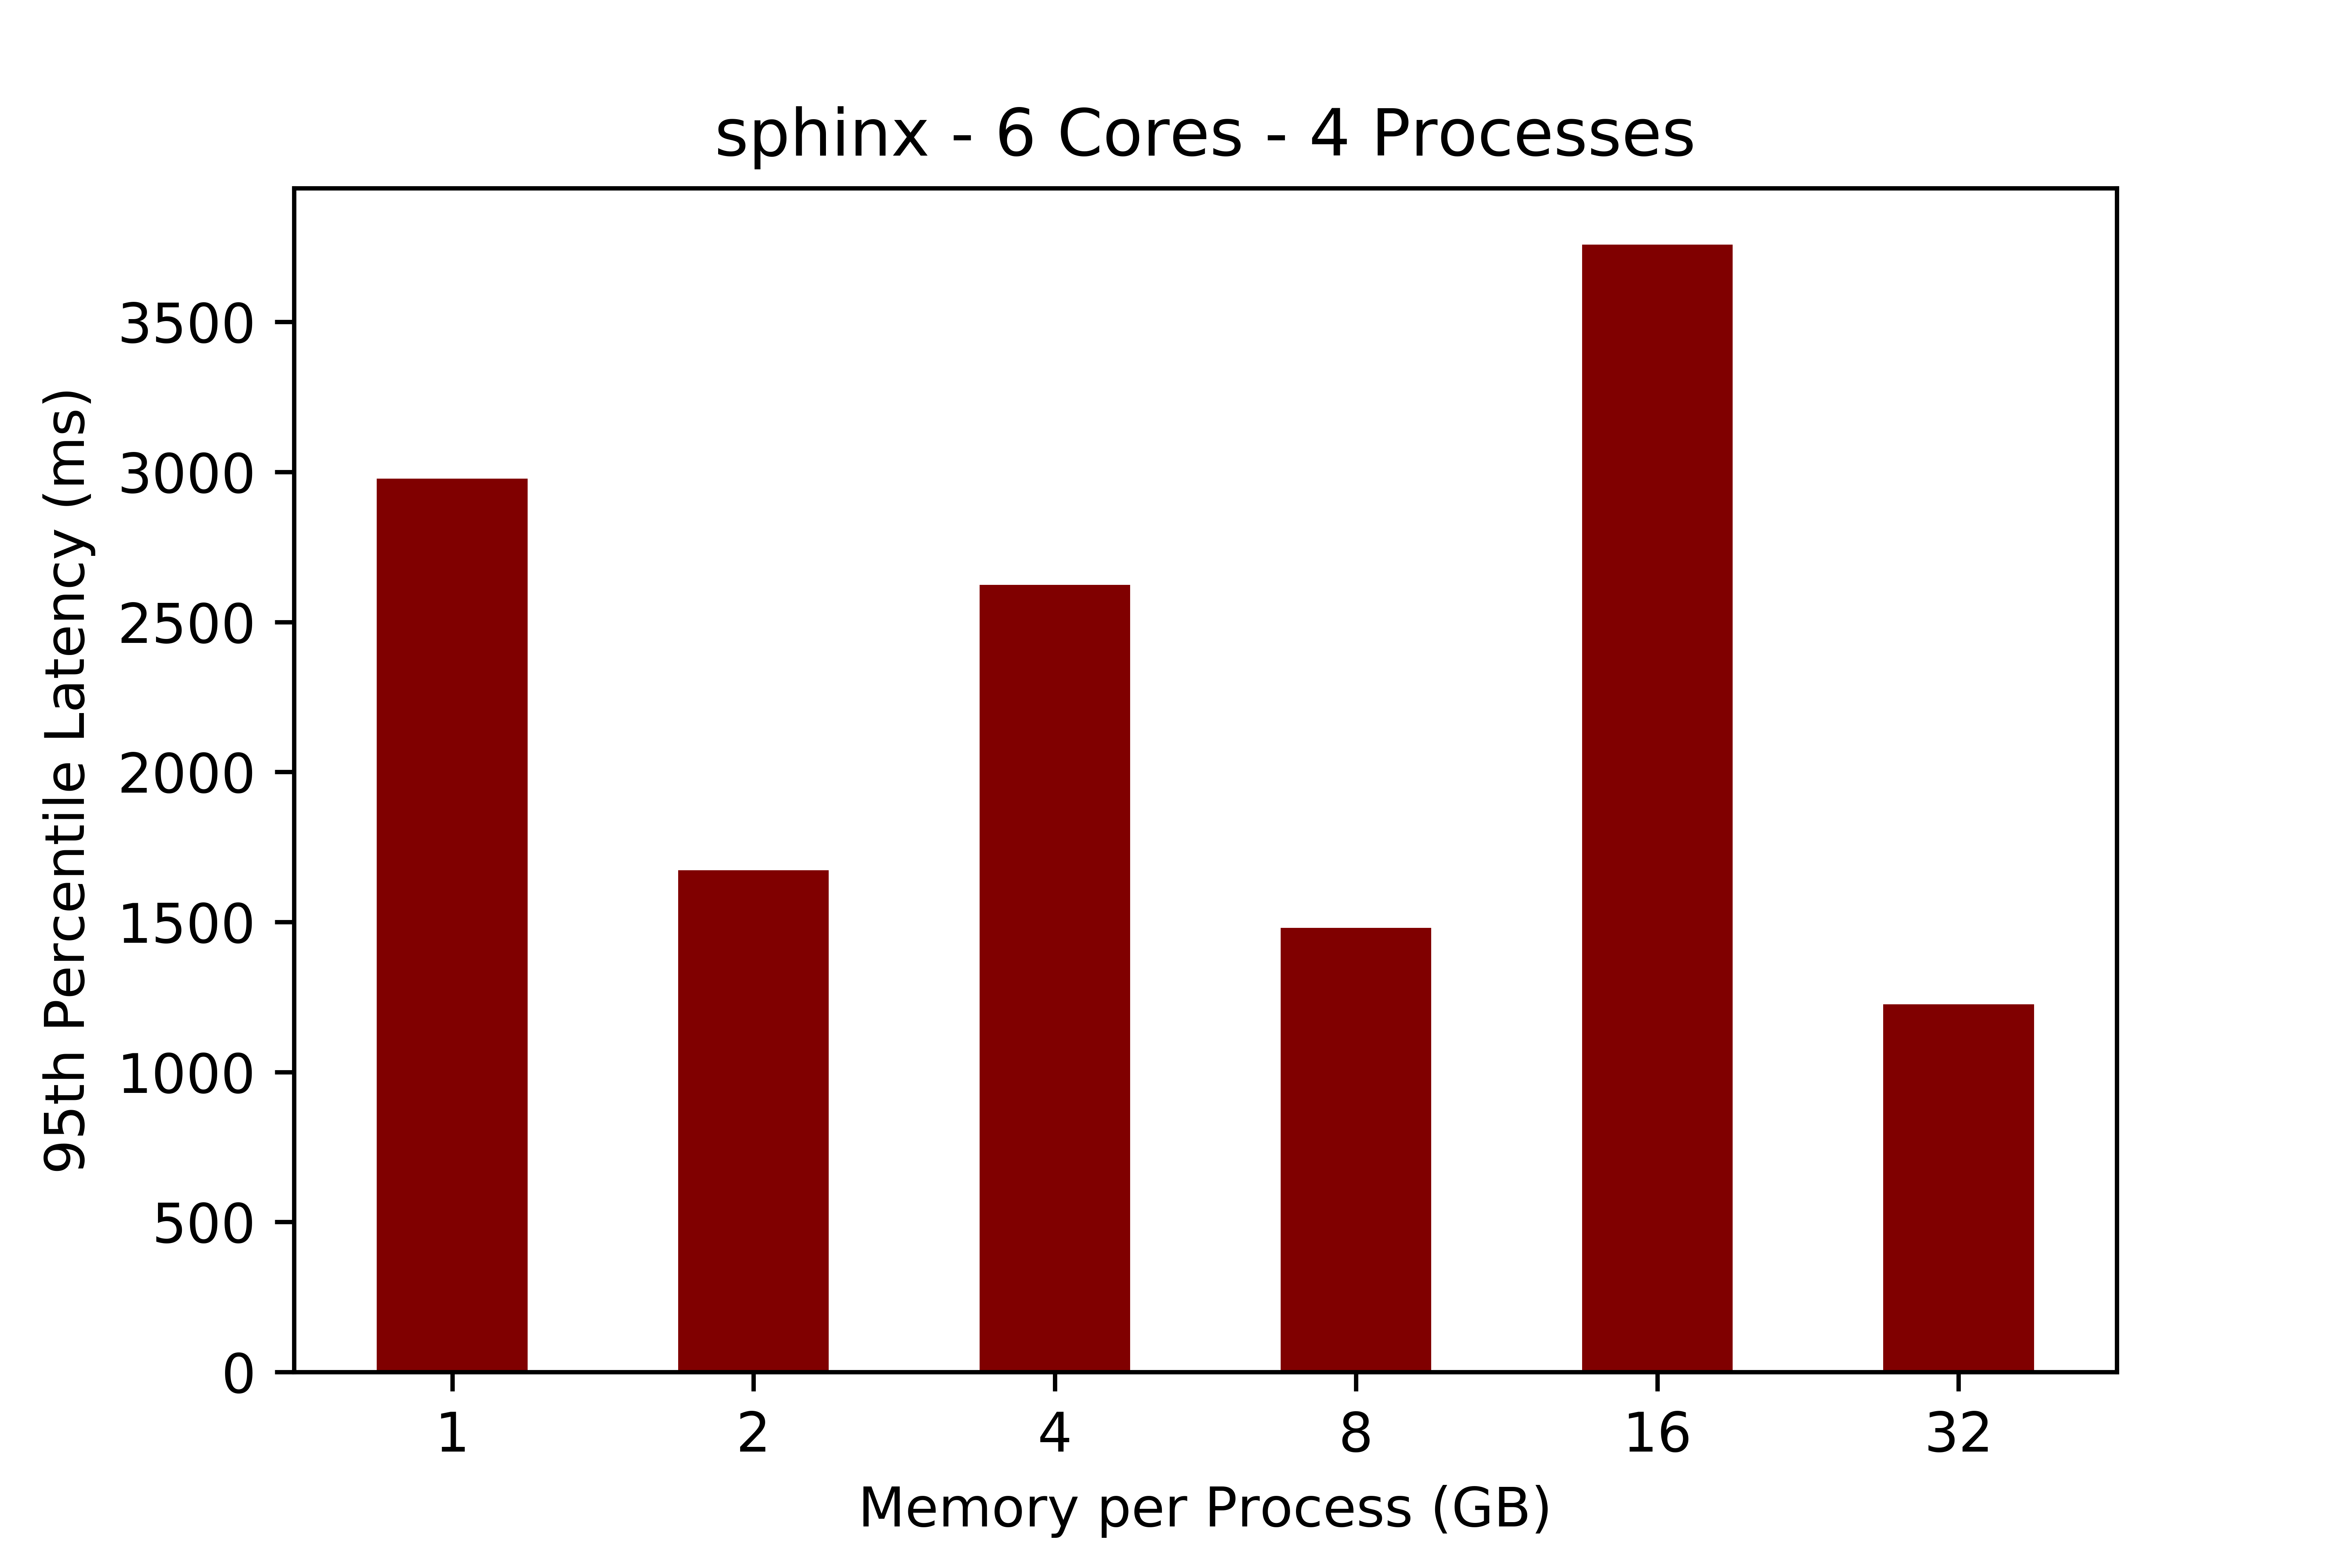 sphinx - 6 Cores - 4 Processes
95th Percentile Latency (ms)
3500
3000
2500
2000
1500
1000
500
0
1 2 4 8 16 32
Memory per Process (GB)